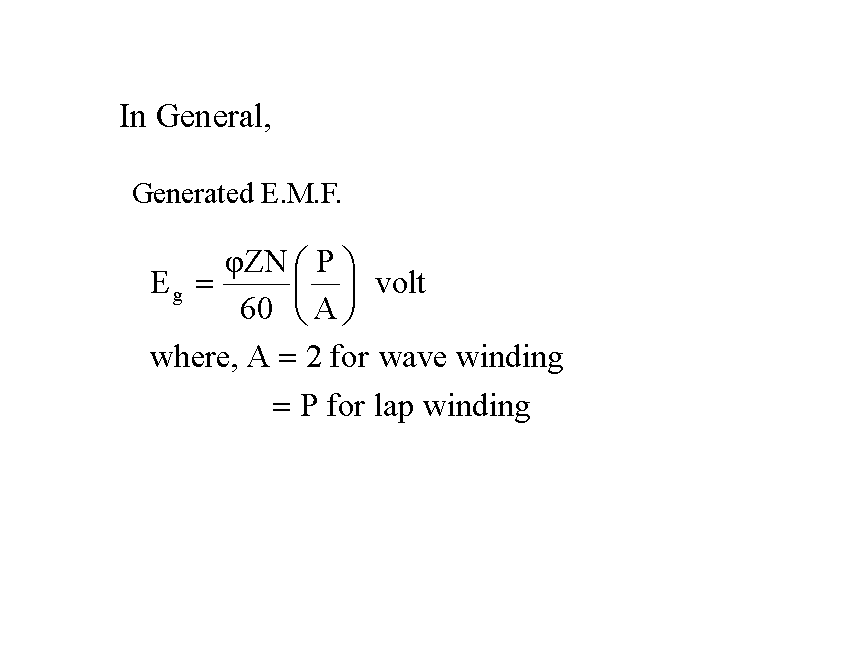 In General,
Generated E.M.F.
E_g = φZN/60 (P/A) volt
where, A = 2 for wave winding
= P for lap winding